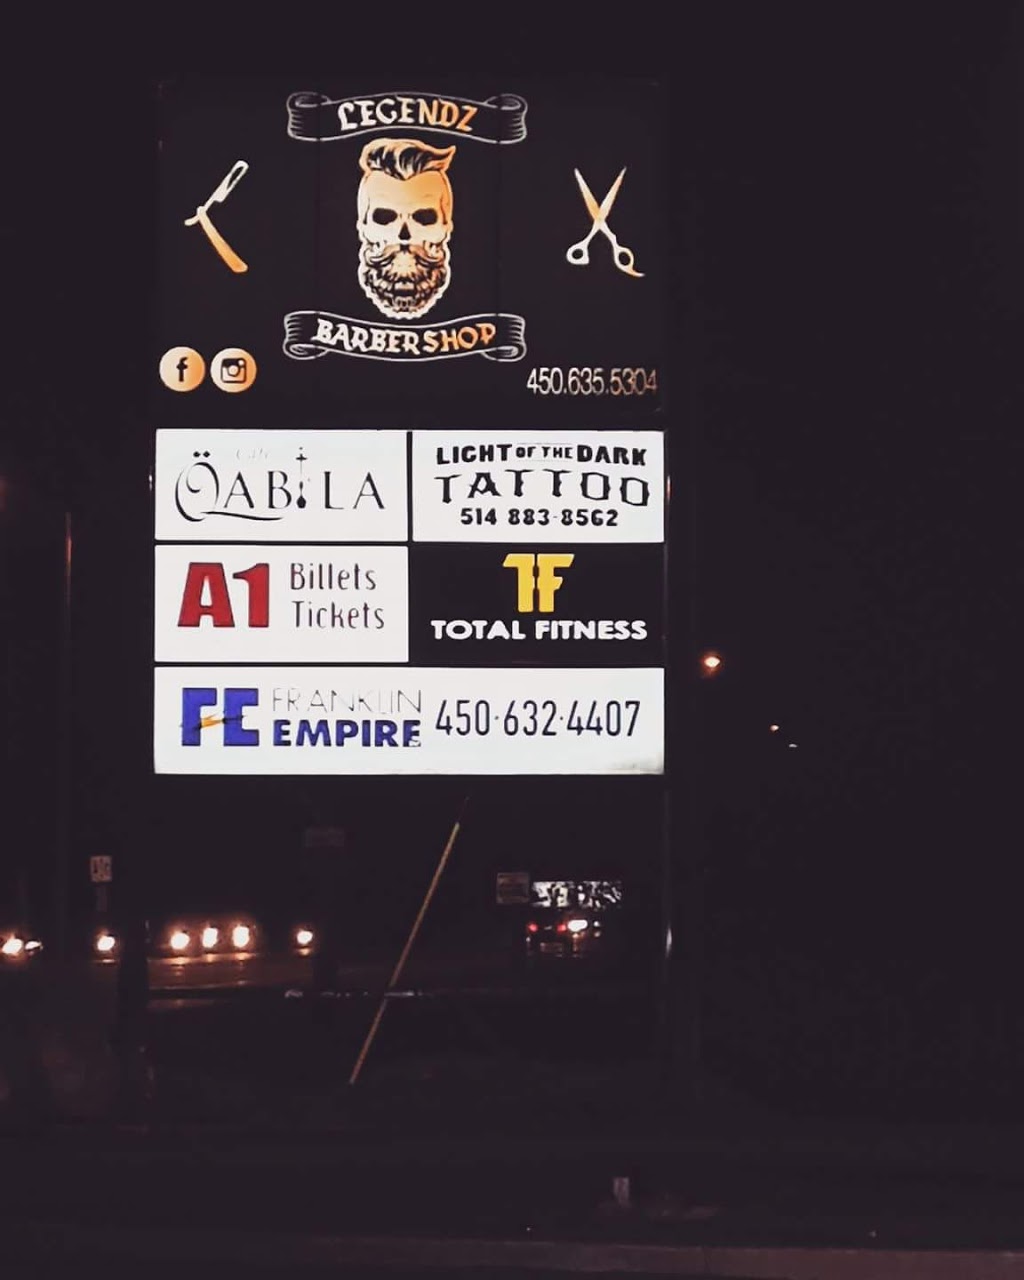 LEGENDZ
BARBERSHOP
f
450.635.5304
QABiLA
LIGHT OF THE DARK
TATTOO
514 883-8562
A1 Billets
Tickets
TF
TOTAL FITNESS
FE FRANKLIN
EMPIRE
450·632·4407